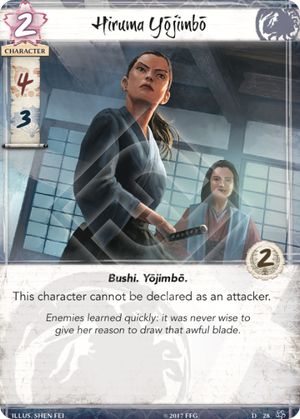 2
Hiruma Yōjimbō
CHARACTER
4
3
2
Bushi. Yōjimbō.
This character cannot be declared as an attacker.
Enemies learned quickly: it was never wise to
give her reason to draw that awful blade.
ILLUS. SHEN FEI
©2017 FFG
D 28